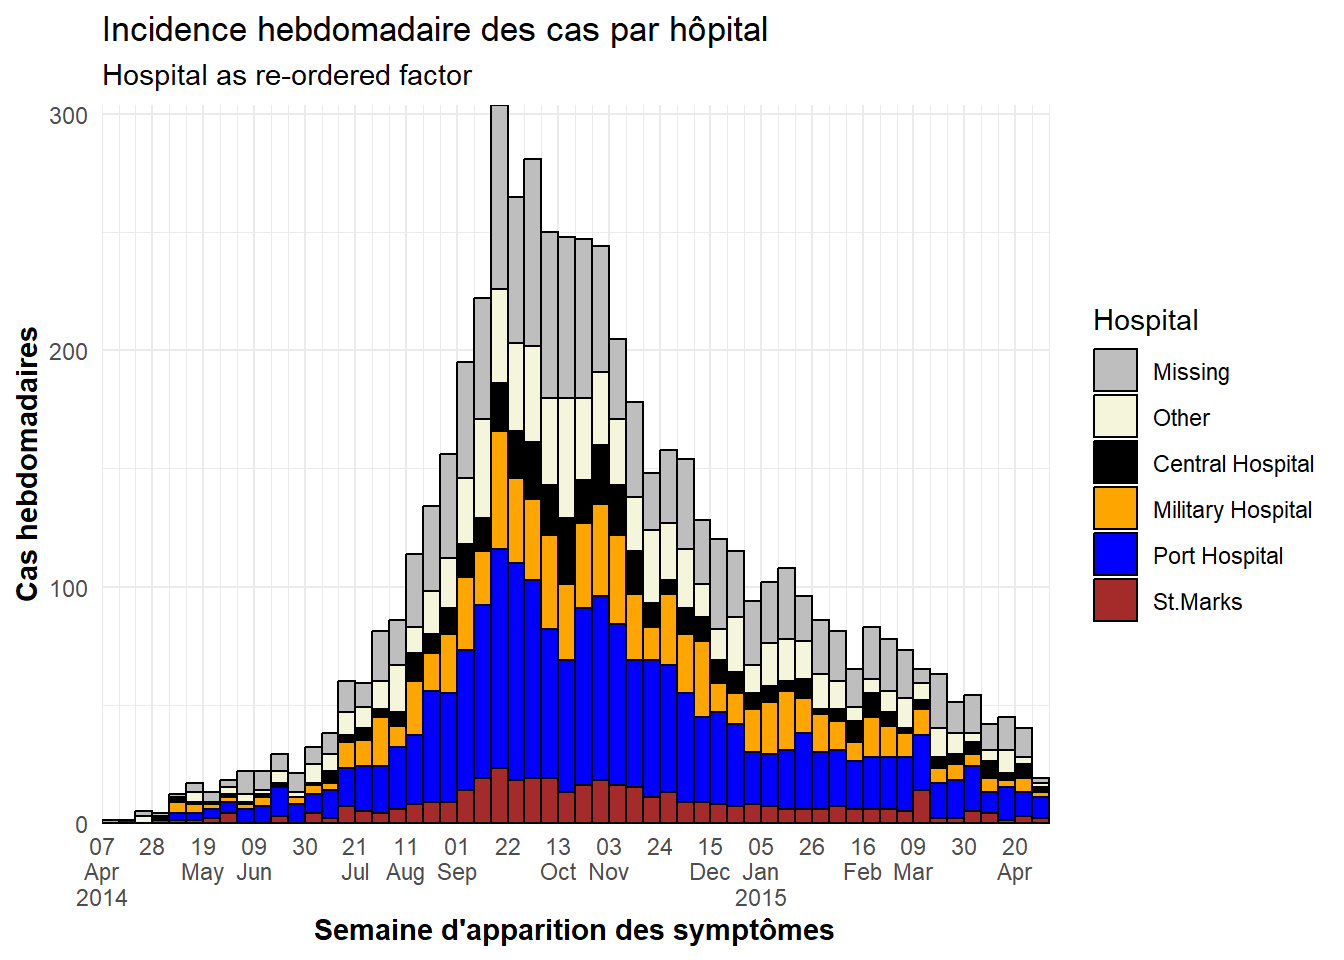 Incidence hebdomadaire des cas par hôpital
Hospital as re-ordered factor
300
200
100
0
Cas hebdomadaires
07 28 19 09 30 21 11 01 22 13 03 24 15 05 26 16 09 30 20
Apr May Jun Jul Aug Sep Oct Nov Dec Jan Feb Mar Apr
2014 2015
Semaine d'apparition des symptômes
Hospital
Missing
Other
Central Hospital
Military Hospital
Port Hospital
St.Marks